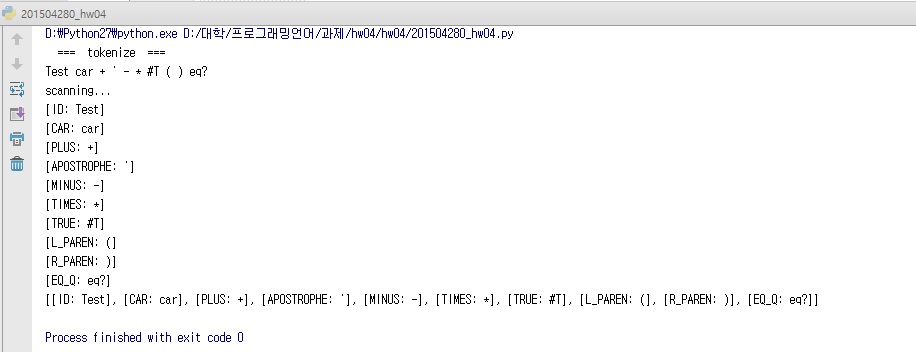 201504280_hw04
D:\Python27\python.exe D:/대학/프로그래밍언어/과제/hw04/hw04/201504280_hw04.py
=== tokenize ===
Test car + ' - * #T ( ) eq?
scanning...
[ID: Test]
[CAR: car]
[PLUS: +]
[APOSTROPHE: ']
[MINUS: -]
[TIMES: *]
[TRUE: #T]
[L_PAREN: (]
[R_PAREN: )]
[EQ_Q: eq?]
[[ID: Test], [CAR: car], [PLUS: +], [APOSTROPHE: '], [MINUS: -], [TIMES: *], [TRUE: #T], [L_PAREN: (], [R_PAREN: )], [EQ_Q: eq?]]
Process finished with exit code 0